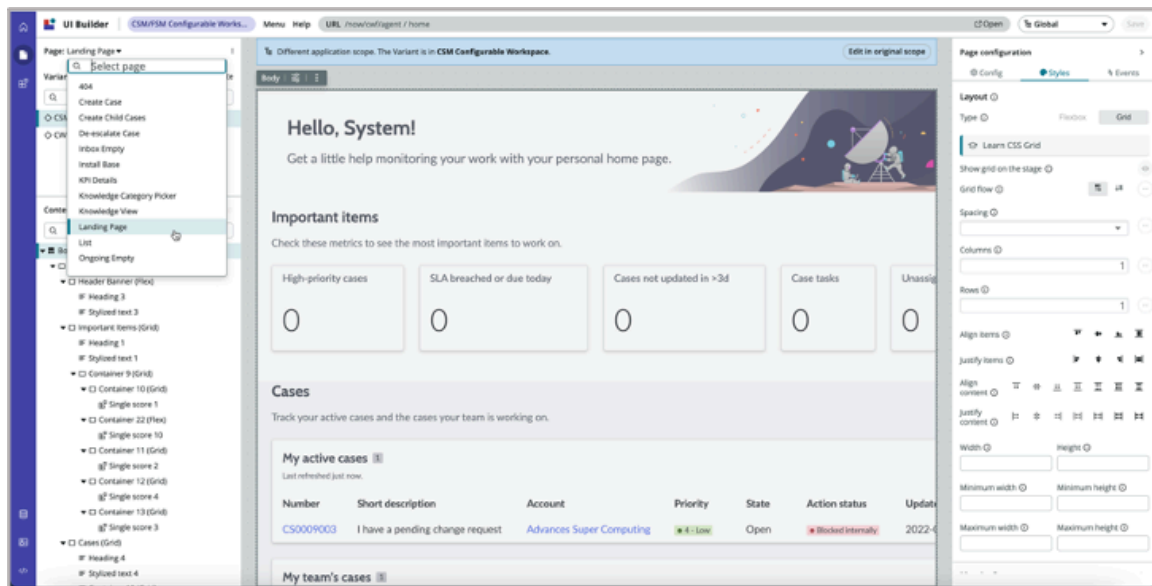 UI Builder
CSM/FSM Configurable Works...
Menu Help
URL /now/cwf/agent / home
Open
Global
Save
Page: Landing Page
Select page
404
Create Case
Create Child Cases
De-escalate Case
Inbox Empty
Install Base
KPI Details
Knowledge Category Picker
Knowledge View
Landing Page
List
Ongoing Empty
Header Banner (Flex)
Heading 3
Stylized text 3
Important Items (Grid)
Heading 1
Stylized text 1
Container 9 (Grid)
Container 10 (Grid)
Single score 1
Container 22 (Flex)
Single score 10
Container 11 (Grid)
Single score 2
Container 12 (Grid)
Single score 4
Container 13 (Grid)
Single score 3
Cases (Grid)
Heading 4
Stylized text 4
Different application scope. The Variant is in CSM Configurable Workspace.
Edit in original scope
Body
Hello, System!
Get a little help monitoring your work with your personal home page.
Important items
Check these metrics to see the most important items to work on.
High-priority cases
0
SLA breached or due today
0
Cases not updated in >3d
0
Case tasks
0
Unassig
0
Cases
Track your active cases and the cases your team is working on.
My active cases 1
Last refreshed just now.
Number Short description Account Priority State Action status Update
CS0009003 I have a pending change request Advances Super Computing 4 - Low Open Blocked internally 2022-0
My team's cases 1
Page configuration
Config Styles Events
Layout
Type Flexbox Grid
Learn CSS Grid
Show grid on the stage
Grid flow
Spacing
Columns
1
Rows
1
Align items
Justify items
Align content
Justify content
Width Height
Minimum width Minimum height
Maximum width Maximum height